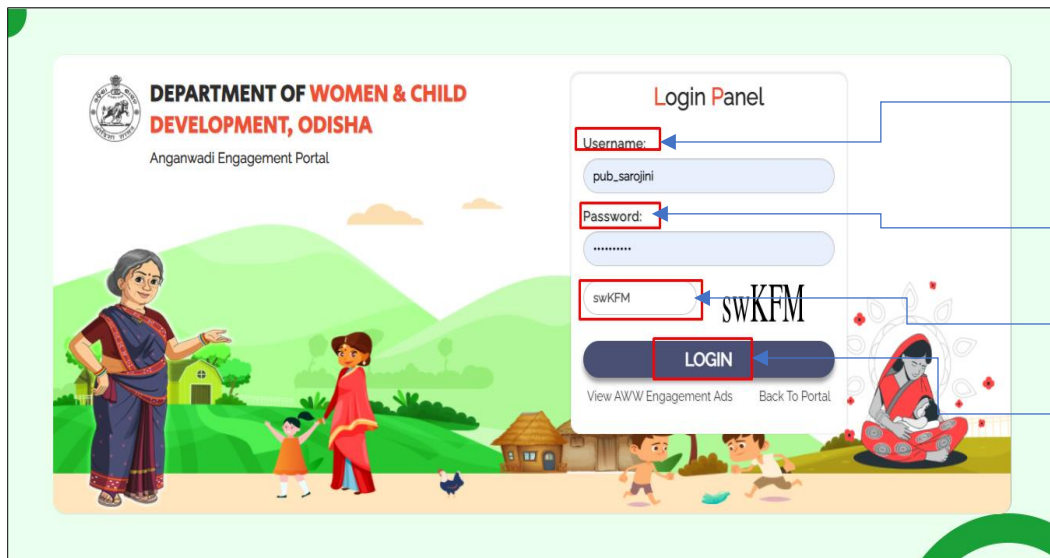 DEPARTMENT OF WOMEN & CHILD
DEVELOPMENT, ODISHA
Anganwadi Engagement Portal
Login Panel
Username:
pub_sarojini
Password:
••••••••••
swKFM
swKFM
LOGIN
View AWW Engagement Ads Back To Portal